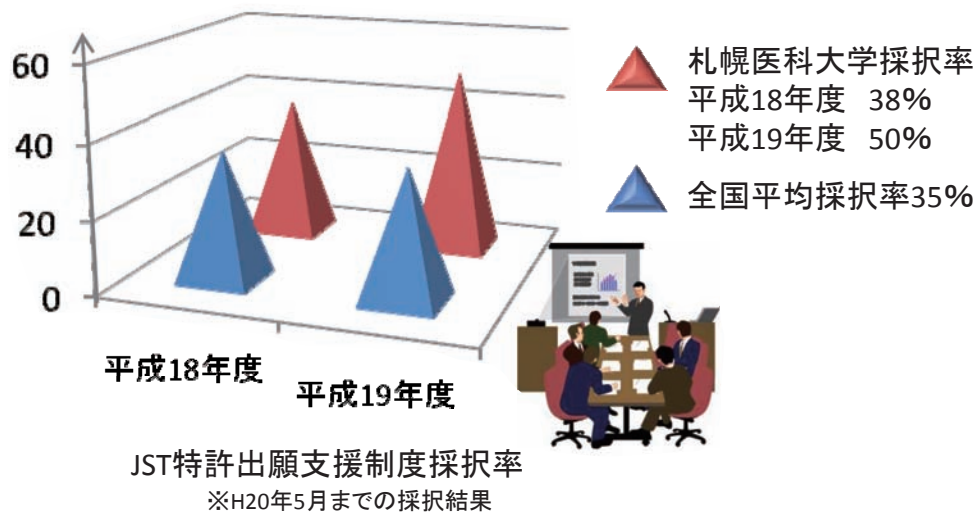 60
40
20
0
平成18年度
平成19年度
札幌医科大学採択率
平成18年度 38%
平成19年度 50%
全国平均採択率35%
JST特許出願支援制度採択率
※H20年5月までの採択結果